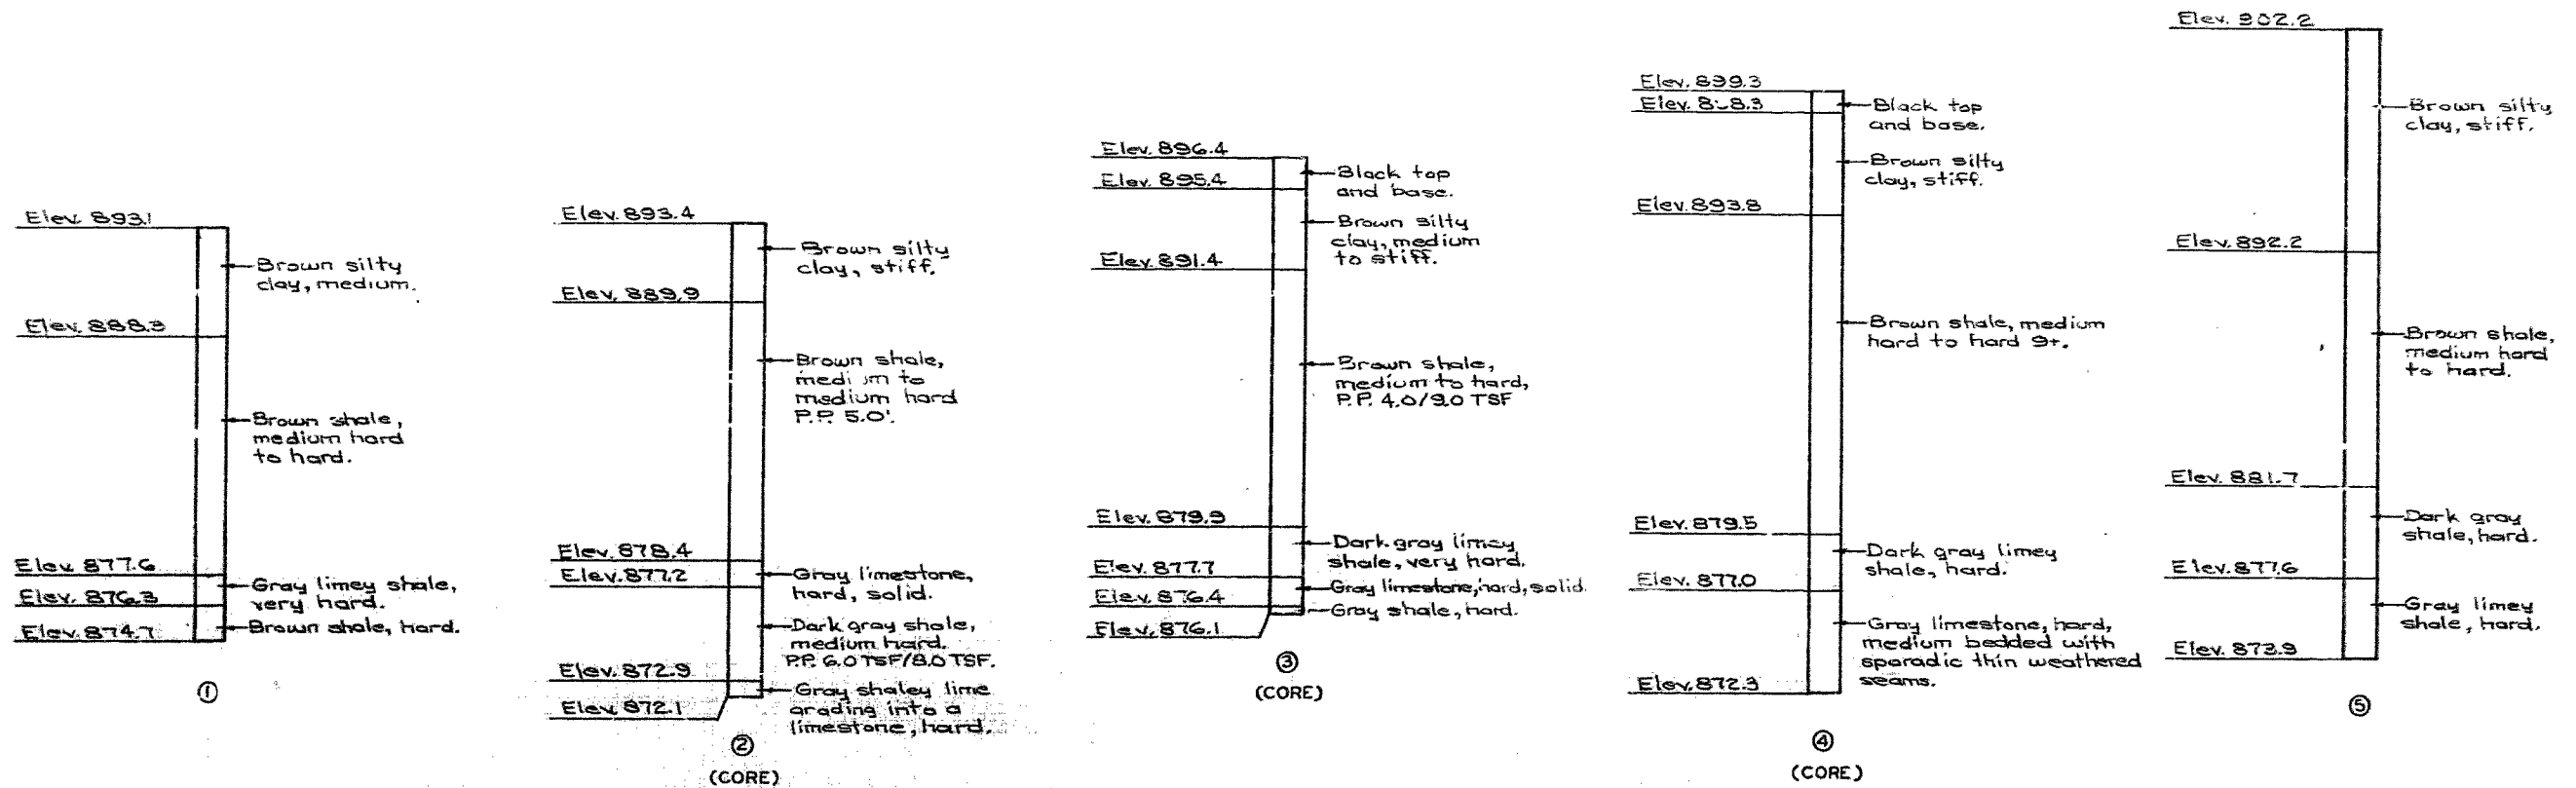 Elev. 893.1
Brown silty
clay, medium.
Elev. 888.3
Brown shale,
medium hard
to hard.
Elev. 877.6
Gray limey shale,
very hard.
Elev. 876.3
Brown shale, hard.
Elev. 874.7
①
Elev. 893.4
Brown silty
clay, stiff.
Elev. 889.9
Brown shale,
medium to
medium hard
P.P. 5.0'.
Elev. 878.4
Elev. 877.2
Gray limestone,
hard, solid.
Dark gray shale,
medium hard.
P.P. 6.0 TSF/8.0 TSF.
Elev. 872.9
Gray shaley lime
grading into a
limestone, hard.
Elev. 872.1
②
(CORE)
Elev. 896.4
Black top
and base.
Elev. 895.4
Brown silty
clay, medium
to stiff.
Elev. 891.4
Brown shale,
medium to hard,
P.P. 4.0/9.0 TSF
Elev. 879.9
Dark gray limey
shale, very hard.
Elev. 877.7
Gray limestone, hard, solid.
Elev. 876.4
Gray shale, hard.
Elev. 876.1
③
(CORE)
Elev. 899.3
Elev. 898.3
Black top
and base.
Brown silty
clay, stiff.
Elev. 893.8
Brown shale, medium
hard to hard 9+.
Elev. 879.5
Dark gray limey
shale, hard.
Elev. 877.0
Gray limestone, hard,
medium bedded with
sporadic thin weathered
seams.
Elev. 872.3
④
(CORE)
Elev. 902.2
Brown silty
clay, stiff.
Elev. 892.2
Brown shale,
medium hard
to hard.
Elev. 881.7
Dark gray
shale, hard.
Elev. 877.6
Gray limey
shale, hard.
Elev. 873.9
⑤